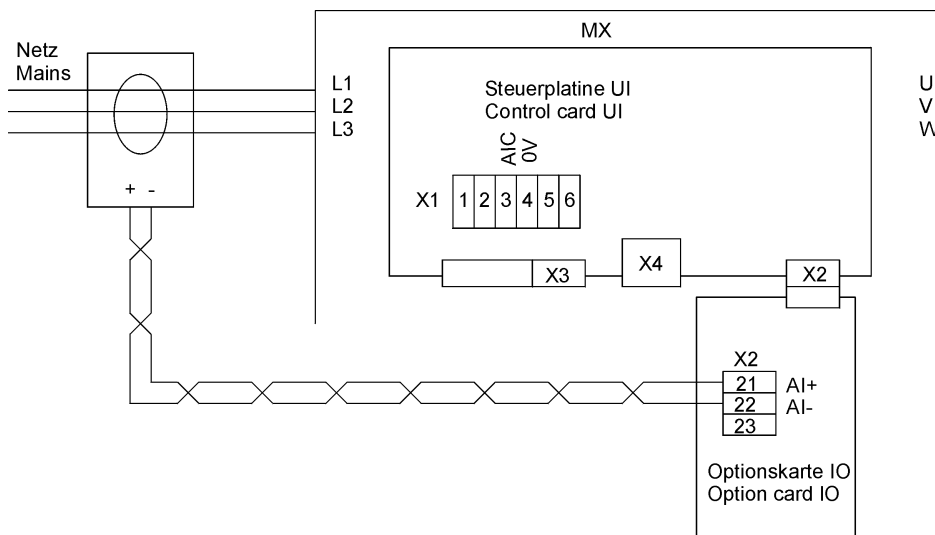 MX
Netz
Mains
L1
L2
L3
U
V
W
Steuerplatine UI
Control card UI
AIC
0V
+ -
X1 1 2 3 4 5 6
X3
X4
X2
X2
21 AI+
22 AI-
23
Optionskarte IO
Option card IO